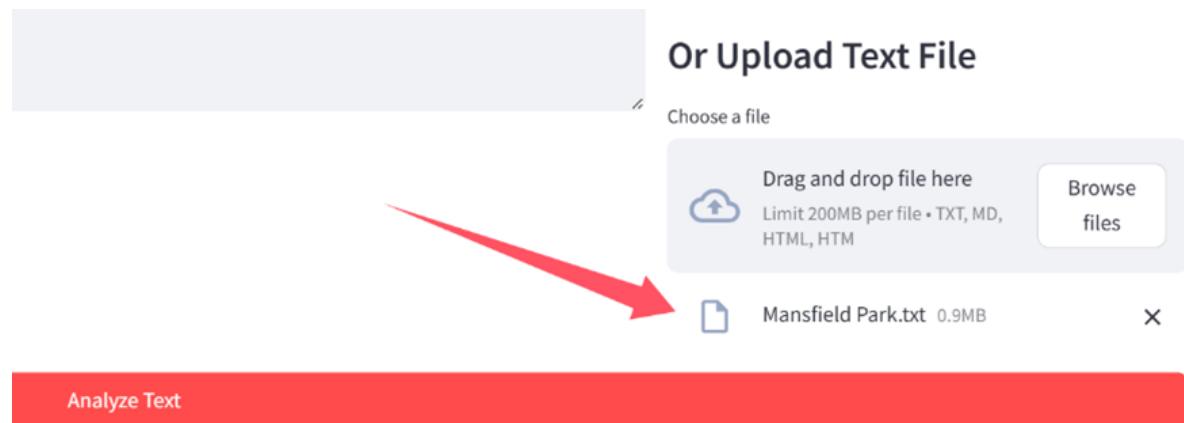 Or Upload Text File
Choose a file
Drag and drop file here
Limit 200MB per file • TXT, MD,
HTML, HTM
Browse
files
Mansfield Park.txt 0.9MB
Analyze Text